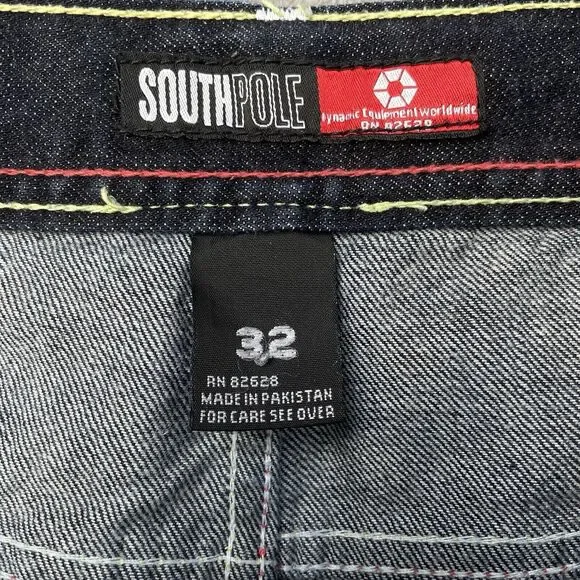 SOUTHPOLE
Dynamic Equipment Worldwide
RN 82628
32
RN 82628
MADE IN PAKISTAN
FOR CARE SEE OVER